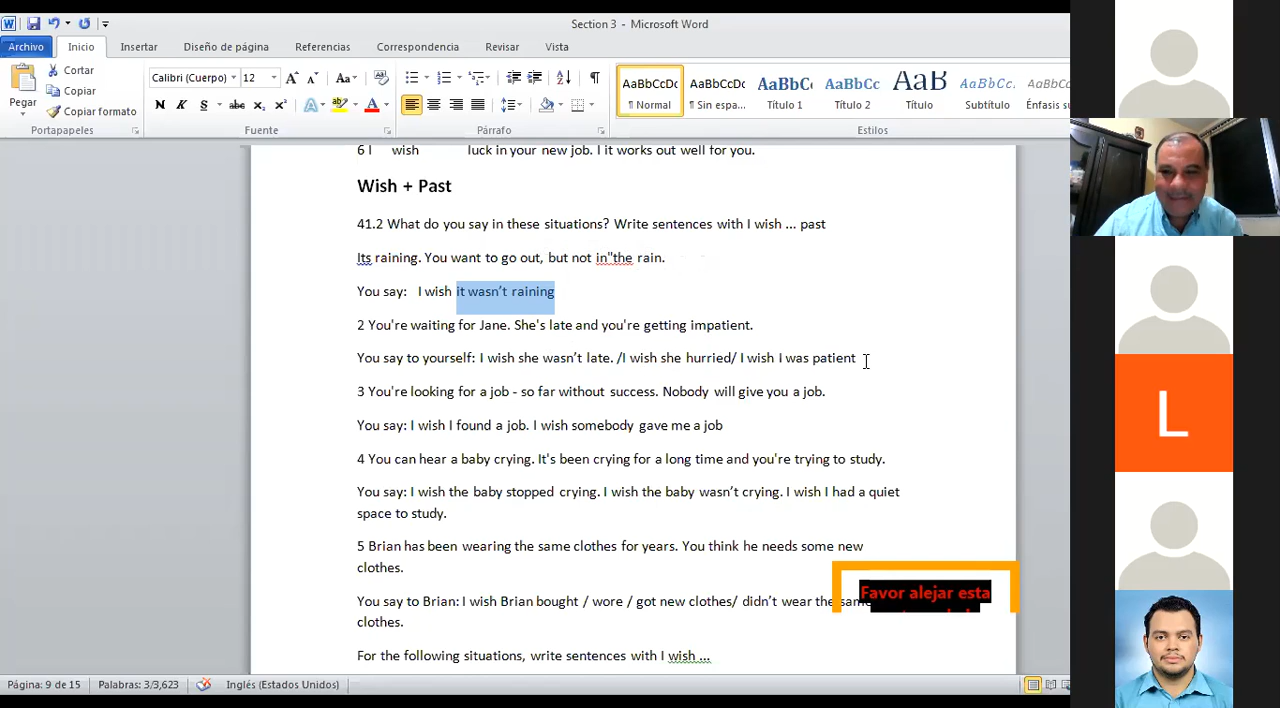 Section 3 - Microsoft Word
Archivo Inicio Insertar Diseño de página Referencias Correspondencia Revisar Vista
Pegar
Cortar
Copiar
Copiar formato
Portapapeles
Calibri (Cuerpo) 12
Fuente
Párrafo
AaBbCcDc AaBbCcDc AaBbC AaBbCc AaB AaBbCc. AaBbCcDc
¶ Normal ¶ Sin espa... Título 1 Título 2 Título Subtítulo Énfasis su
Estilos
6 I wish luck in your new job. I it works out well for you.
Wish + Past
41.2 What do you say in these situations? Write sentences with I wish ... past
Its raining. You want to go out, but not in"the rain.
You say: I wish it wasn't raining
2 You're waiting for Jane. She's late and you're getting impatient.
You say to yourself: I wish she wasn't late. /I wish she hurried/ I wish I was patient
3 You're looking for a job - so far without success. Nobody will give you a job.
You say: I wish I found a job. I wish somebody gave me a job
4 You can hear a baby crying. It's been crying for a long time and you're trying to study.
You say: I wish the baby stopped crying. I wish the baby wasn't crying. I wish I had a quiet
space to study.
5 Brian has been wearing the same clothes for years. You think he needs some new
clothes.
You say to Brian: I wish Brian bought / wore / got new clothes/ didn't wear the same
clothes.
For the following situations, write sentences with I wish ...
Favor alejar esta
L
Página: 9 de 15 Palabras: 3/3,623 Inglés (Estados Unidos)